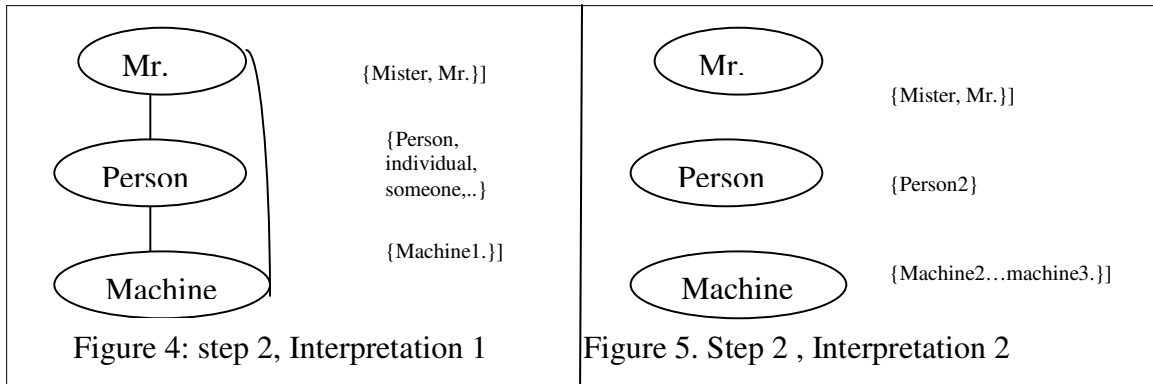 Mr.
{Mister, Mr.}]
{Person,
individual,
someone,..}
Person
{Machine1.}]
Machine
Figure 4: step 2, Interpretation 1
Mr.
{Mister, Mr.}]
Person
{Person2}
{Machine2…machine3.}]
Machine
Figure 5. Step 2 , Interpretation 2